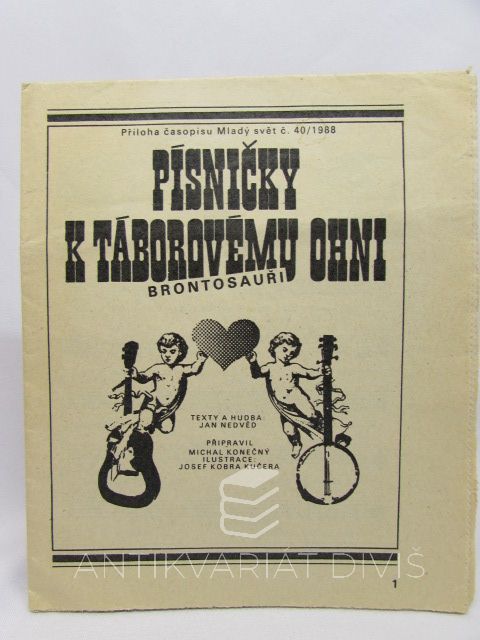 Příloha časopisu Mladý svět č. 40/1988
PÍSNIČKY
K TÁBOROVÉMU OHNI
BRONTOSAUŘI
TEXTY A HUDBA:
JAN NEDVĚD
PŘIPRAVIL
MICHAL KONEČNÝ
ILUSTRACE:
JOSEF KOBRA KUČERA
ANTIKVARIÁT DIVIŠ
1